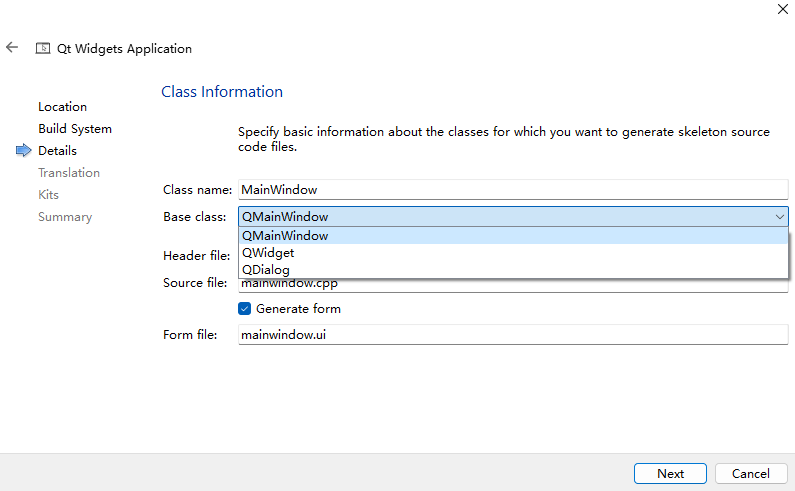 Qt Widgets Application
Class Information
Location
Build System
Details
Translation
Kits
Summary
Specify basic information about the classes for which you want to generate skeleton source
code files.
Class name: MainWindow
Base class: QMainWindow
QMainWindow
QWidget
QDialog
Header file:
Source file: mainwindow.cpp
Generate form
Form file: mainwindow.ui
Next
Cancel